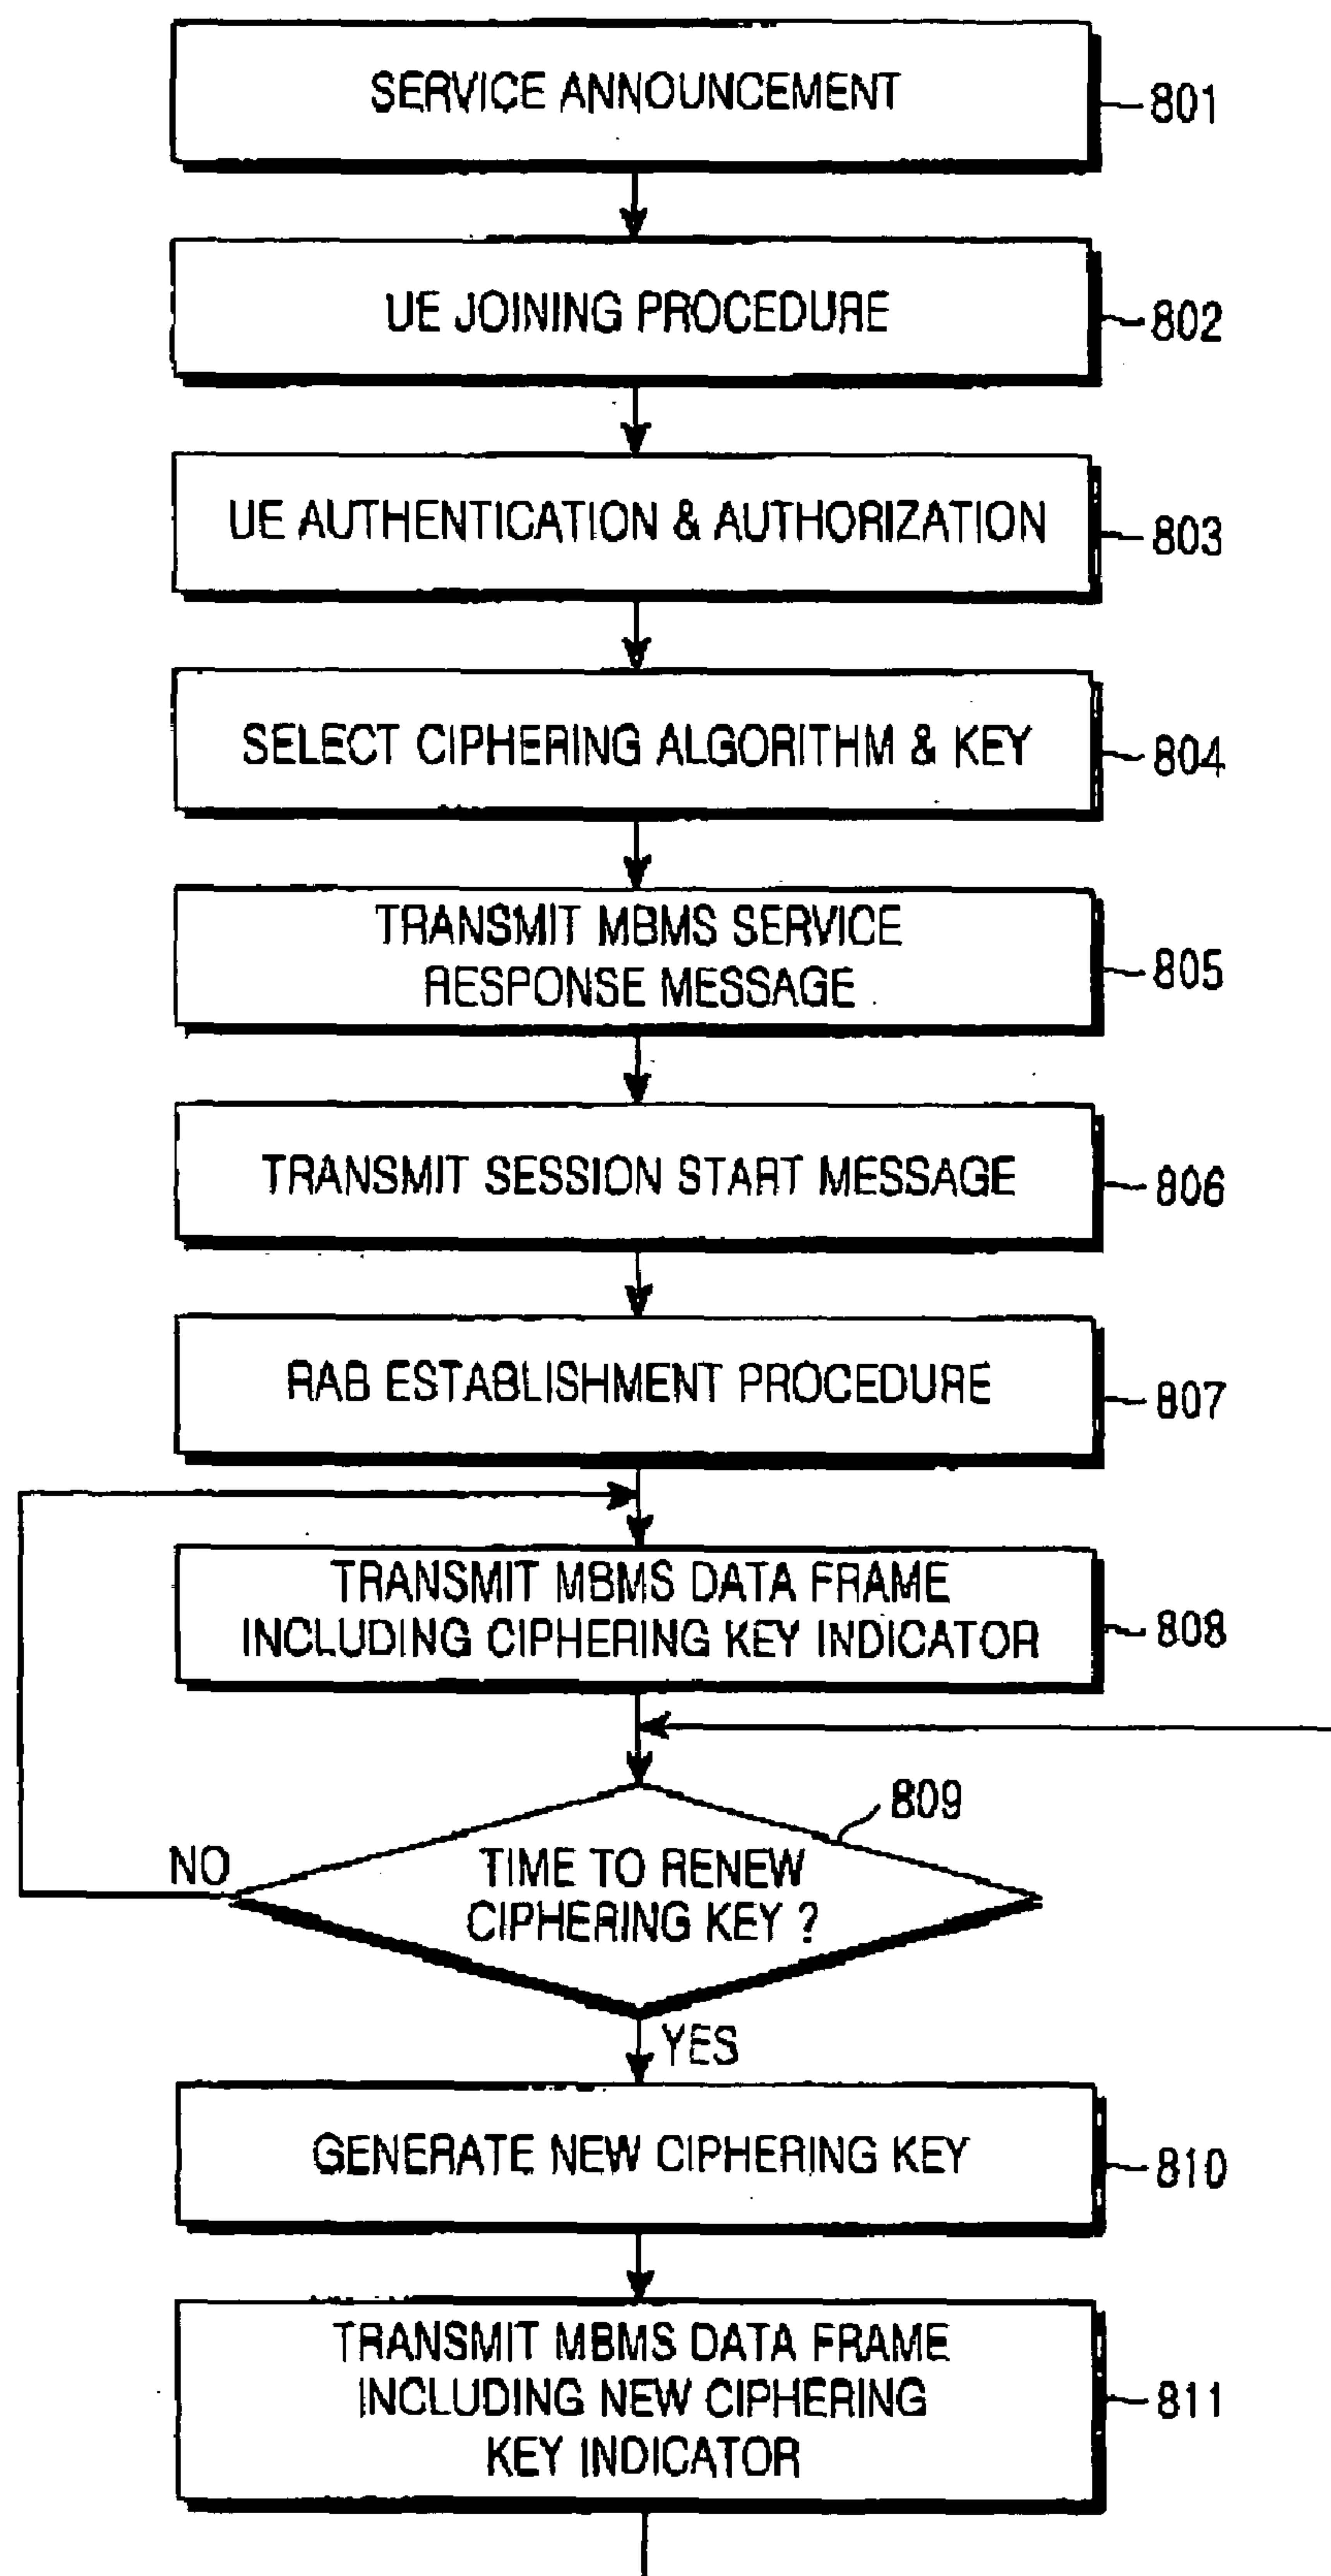 SERVICE ANNOUNCEMENT
801
UE JOINING PROCEDURE
802
UE AUTHENTICATION & AUTHORIZATION
803
SELECT CIPHERING ALGORITHM & KEY
804
TRANSMIT MBMS SERVICE
RESPONSE MESSAGE
805
TRANSMIT SESSION START MESSAGE
806
RAB ESTABLISHMENT PROCEDURE
807
TRANSMIT MBMS DATA FRAME
INCLUDING CIPHERING KEY INDICATOR
808
809
NO
TIME TO RENEW
CIPHERING KEY ?
YES
GENERATE NEW CIPHERING KEY
810
TRANSMIT MBMS DATA FRAME
INCLUDING NEW CIPHERING
KEY INDICATOR
811